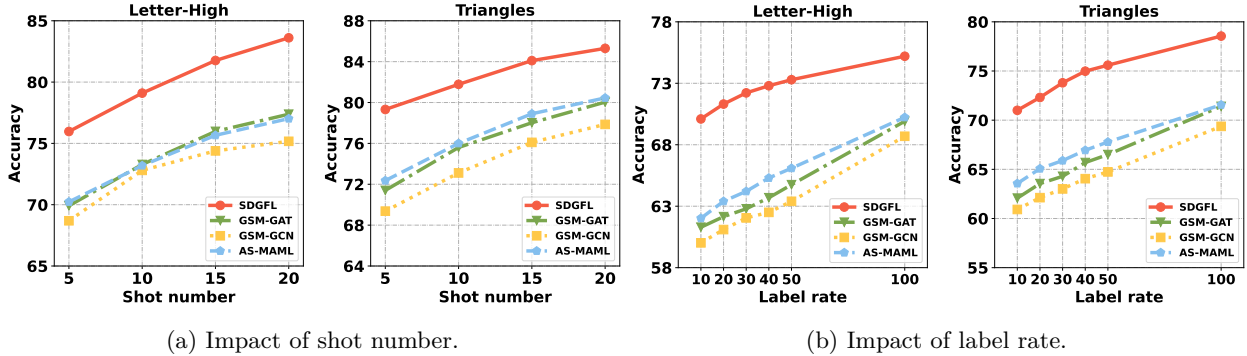 Letter-High
Accuracy
85
80
75
70
65
5
10
15
20
Shot number
SDGFL
GSM-GAT
GSM-GCN
AS-MAML
Triangles
Accuracy
88
84
80
76
72
68
64
5
10
15
20
Shot number
SDGFL
GSM-GAT
GSM-GCN
AS-MAML
(a) Impact of shot number.
Letter-High
Accuracy
78
73
68
63
58
10 20 30 40 50 100
Label rate
SDGFL
GSM-GAT
GSM-GCN
AS-MAML
Triangles
Accuracy
80
75
70
65
60
55
10 20 30 40 50 100
Label rate
SDGFL
GSM-GAT
GSM-GCN
AS-MAML
(b) Impact of label rate.